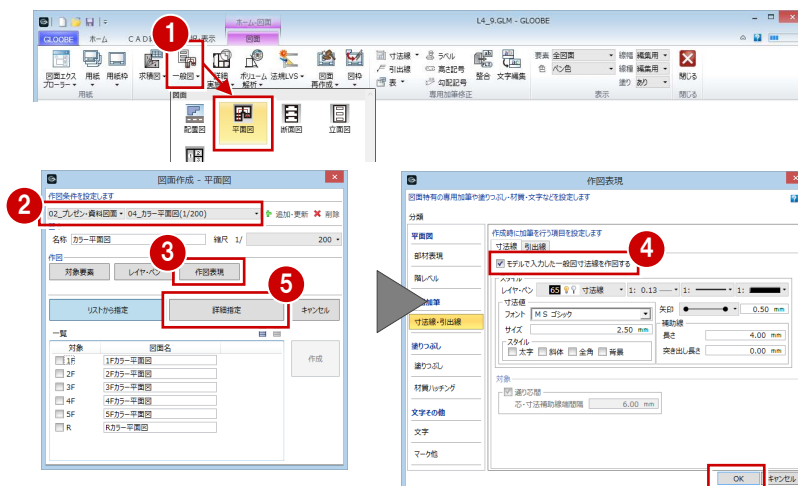 ホーム-図面
L4_9.GLM - GLOOBE
GLOOBE ホーム CAD 表示 図面
1
図面エクスプローラー 用紙 用紙枠 求積図 一般図 詳細 ボリューム解析 法規LVS 図面再作成 図枠
寸法線 ラベル
引出線 高さ記号
表 勾配記号
整合 文字編集
要素 全図面 線幅 編集用
色 ペン色 線種 編集用
塗り あり
閉じる
用紙 専用加筆修正 表示 閉じる
図面
配置図 平面図 断面図 立面図
図面作成 - 平面図
作図条件を設定します
2
02_プレゼン・資料図面 04_カラー平面図(1/200) 追加・更新 削除
名称 カラー平面図 縮尺 1/ 200
3
作図
対象要素 レイヤ・ペン 作図表現
5
リストから指定 詳細指定 キャンセル
一覧
対象 図面名
1F 1Fカラー平面図
2F 2Fカラー平面図
3F 3Fカラー平面図
4F 4Fカラー平面図
5F 5Fカラー平面図
R Rカラー平面図
作成
作図表現
図面特有の専用加筆や塗りつぶし・材質・文字などを設定します
分類
平面図
部材表現
階レベル
加筆
寸法線・引出線
塗りつぶし
塗りつぶし
材質ハッチング
文字その他
文字
マーク他
作成時に加筆を行う項目を設定します
寸法線 引出線
4
モデルで入力した一般図寸法線を作図する
スタイル
レイヤ・ペン 65 寸法線 1: 0.13 1: 1:
寸法値
フォント MS ゴシック
サイズ 2.50 mm
スタイル
太字 斜体 全角 背景
矢印 0.50 mm
補助線
長さ 4.00 mm
突き出し長さ 0.00 mm
対象
通り芯間
芯・寸法補助線端間隔 6.00 mm
OK キャンセル